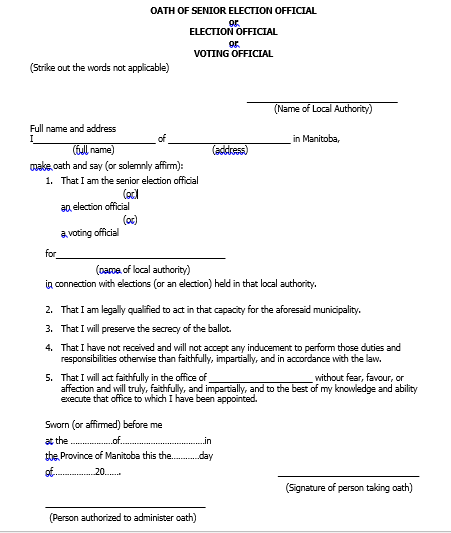 OATH OF SENIOR ELECTION OFFICIAL
or
ELECTION OFFICIAL
or
VOTING OFFICIAL
(Strike out the words not applicable)
(Name of Local Authority)
Full name and address
I__________________________ of __________________________ in Manitoba,
(full name) (address)
make oath and say (or solemnly affirm):
1. That I am the senior election official
(or)
an election official
(or)
a voting official
for____________________________________
(name of local authority)
in connection with elections (or an election) held in that local authority.
2. That I am legally qualified to act in that capacity for the aforesaid municipality.
3. That I will preserve the secrecy of the ballot.
4. That I have not received and will not accept any inducement to perform those duties and
responsibilities otherwise than faithfully, impartially, and in accordance with the law.
5. That I will act faithfully in the office of ______________________ without fear, favour, or
affection and will truly, faithfully, and impartially, and to the best of my knowledge and ability
execute that office to which I have been appointed.
Sworn (or affirmed) before me
at the .................of..................................in
the Province of Manitoba this the...........day
of.................20.......
(Signature of person taking oath)
(Person authorized to administer oath)